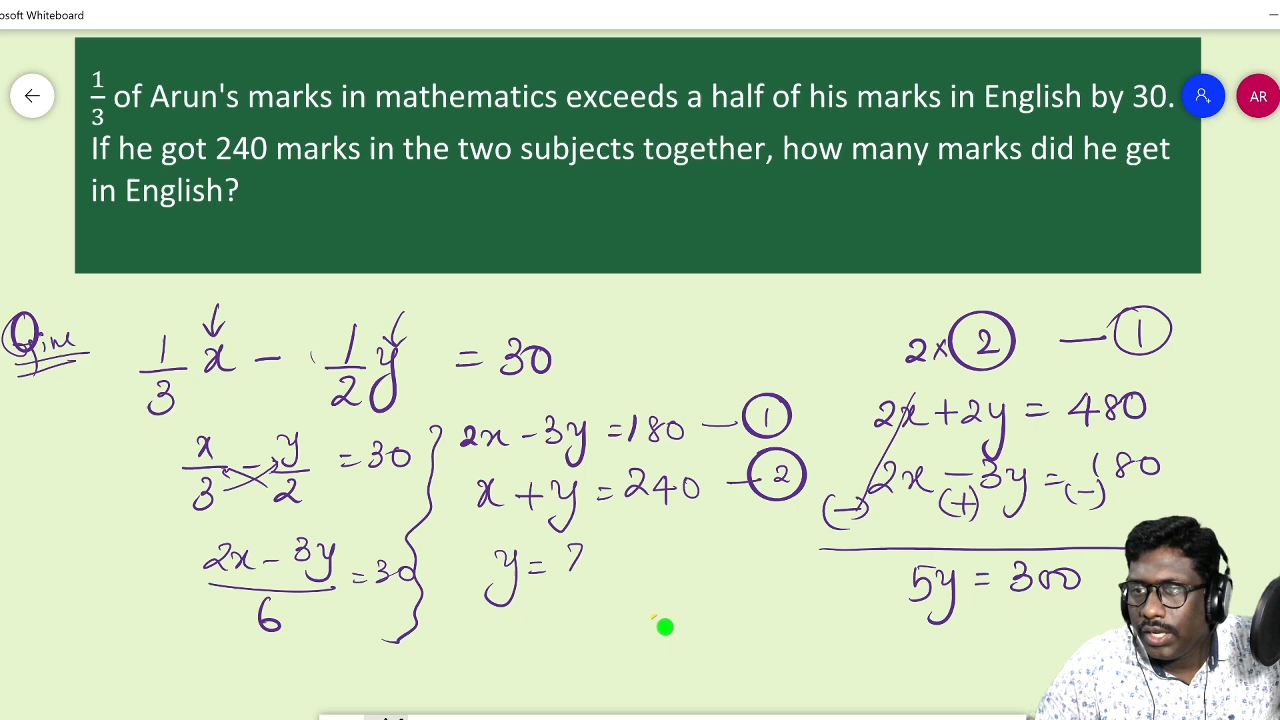 osoft Whiteboard
1/3 of Arun's marks in mathematics exceeds a half of his marks in English by 30.
If he got 240 marks in the two subjects together, how many marks did he get
in English?
AR
1/3 x - 1/2 y = 30
x/3 - y/2 = 30
(2x - 3y)/6 = 30
2x - 3y = 180 — 1
x + y = 240 — 2
y = ?
2× 2 — 1
2x + 2y = 480
2x - 3y = 180
(-) (+) (-)
5y = 300